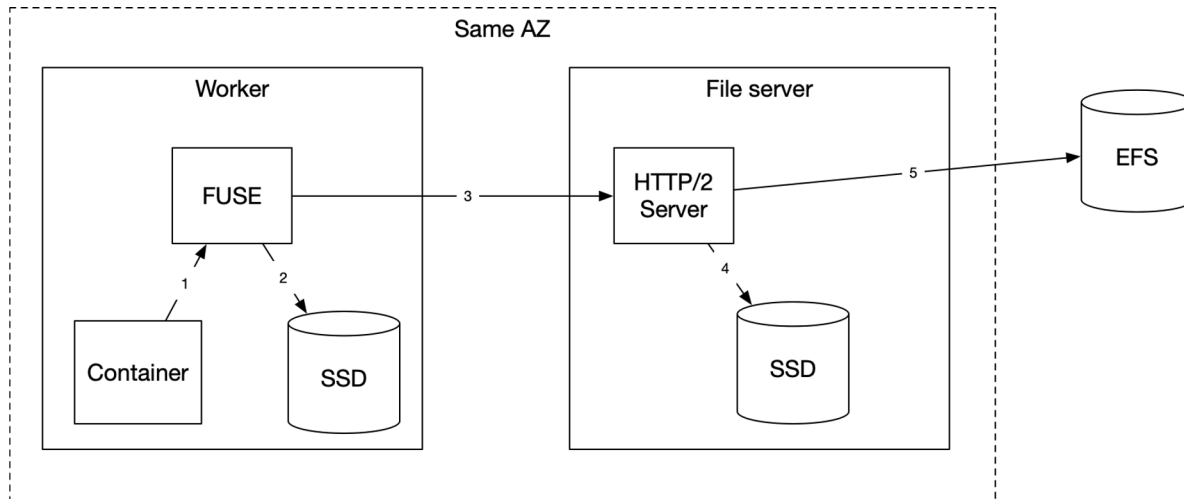 Same AZ
Worker
File server
EFS
FUSE
3
HTTP/2
Server
5
1
2
4
Container
SSD
SSD